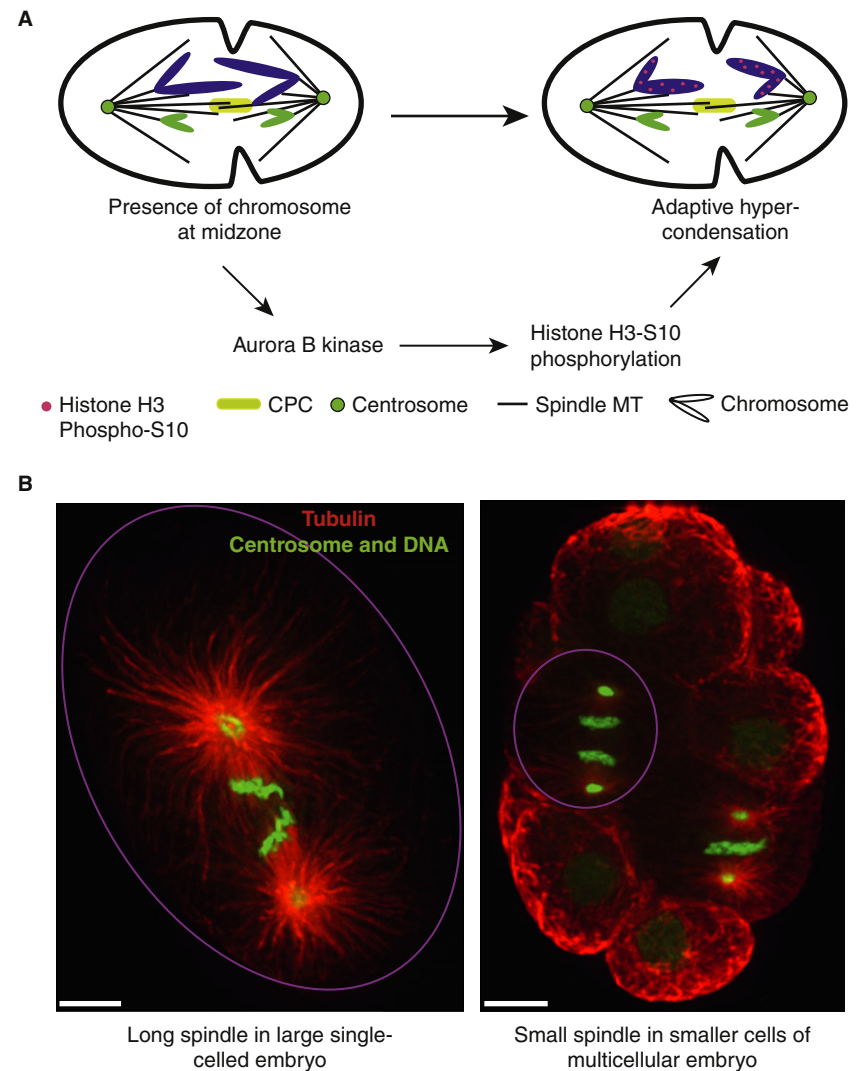 A
Presence of chromosome
at midzone
Adaptive hyper-
condensation
Aurora B kinase
Histone H3-S10
phosphorylation
Histone H3
Phospho-S10
CPC
Centrosome
Spindle MT
Chromosome
B
Tubulin
Centrosome and DNA
Long spindle in large single-
celled embryo
Small spindle in smaller cells of
multicellular embryo